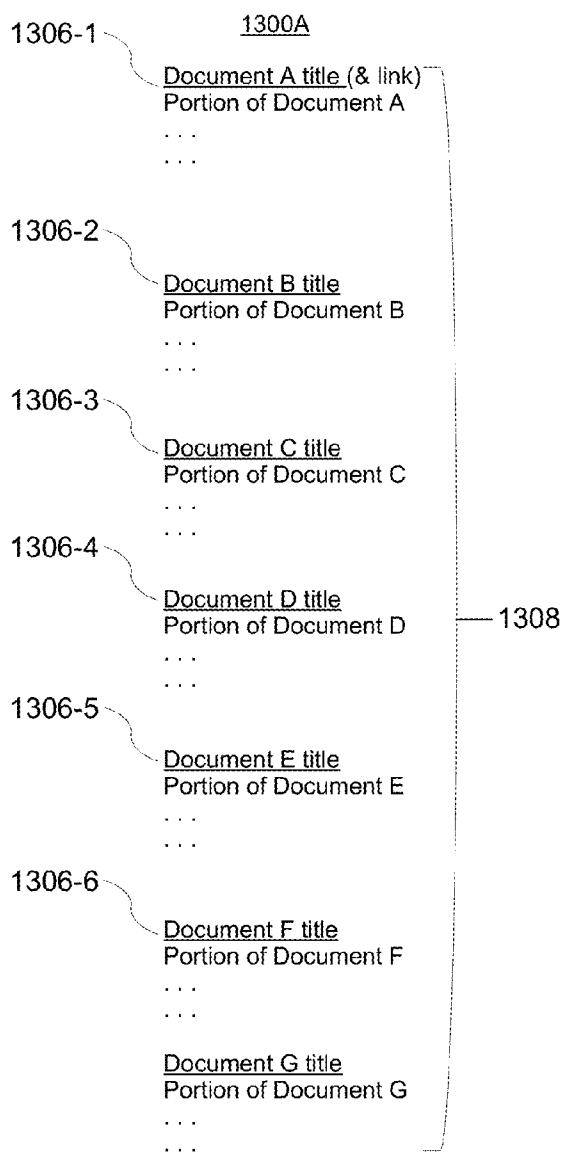 1300A
1306-1
Document A title (& link)
Portion of Document A
. . .
. . .
1306-2
Document B title
Portion of Document B
. . .
. . .
1306-3
Document C title
Portion of Document C
. . .
. . .
1306-4
Document D title
Portion of Document D
. . .
. . .
1308
1306-5
Document E title
Portion of Document E
. . .
. . .
1306-6
Document F title
Portion of Document F
. . .
. . .
Document G title
Portion of Document G
. . .
. . .